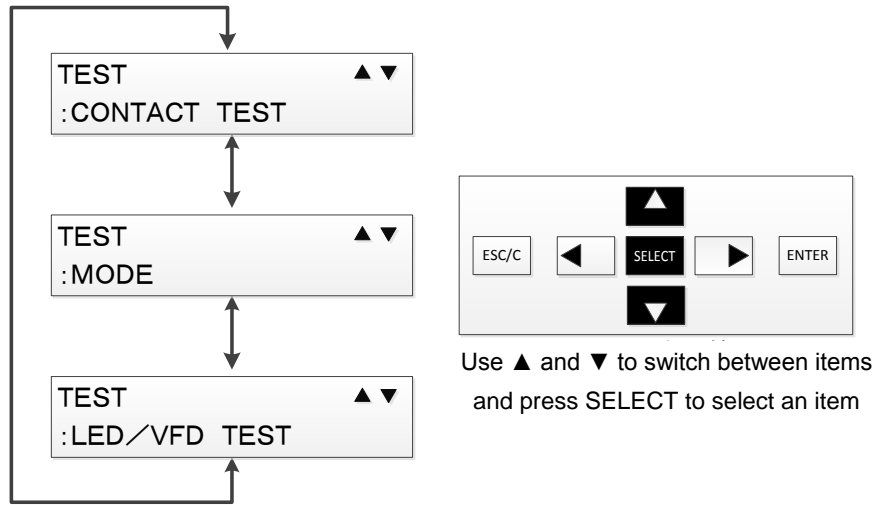 TEST ▲ ▼
:CONTACT TEST
TEST ▲ ▼
:MODE
TEST ▲ ▼
:LED／VFD TEST
ESC/C ◀ ▲ SELECT ▼ ▶ ENTER
Use ▲ and ▼ to switch between items
and press SELECT to select an item